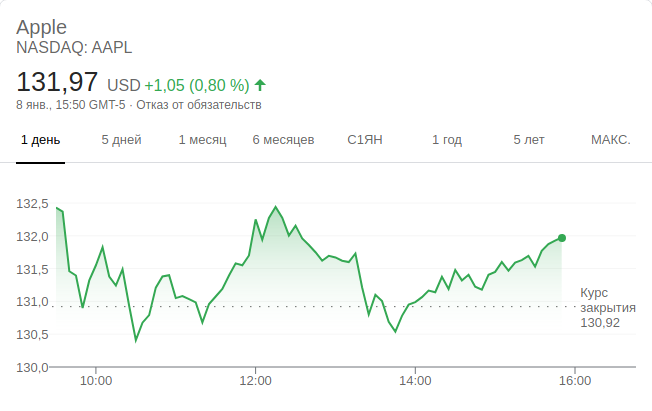 Apple
NASDAQ: AAPL
131,97 USD +1,05 (0,80 %)
8 янв., 15:50 GMT-5 · Отказ от обязательств
1 день 5 дней 1 месяц 6 месяцев С1ЯН 1 год 5 лет МАКС.
132,5
132,0
131,5
131,0
130,5
130,0
Курс
закрытия
130,92
10:00 12:00 14:00 16:00